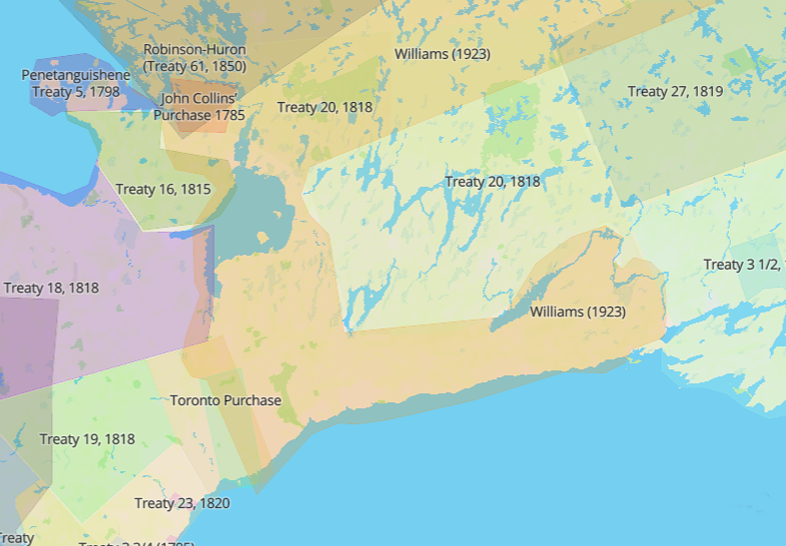 Robinson-Huron
(Treaty 61, 1850)
Williams (1923)
Penetanguishene
Treaty 5, 1798
John Collins'
Purchase 1785
Treaty 20, 1818
Treaty 27, 1819
Treaty 16, 1815
Treaty 20, 1818
Treaty 3 1/2,
Treaty 18, 1818
Williams (1923)
Toronto Purchase
Treaty 19, 1818
Treaty 23, 1820
Treaty